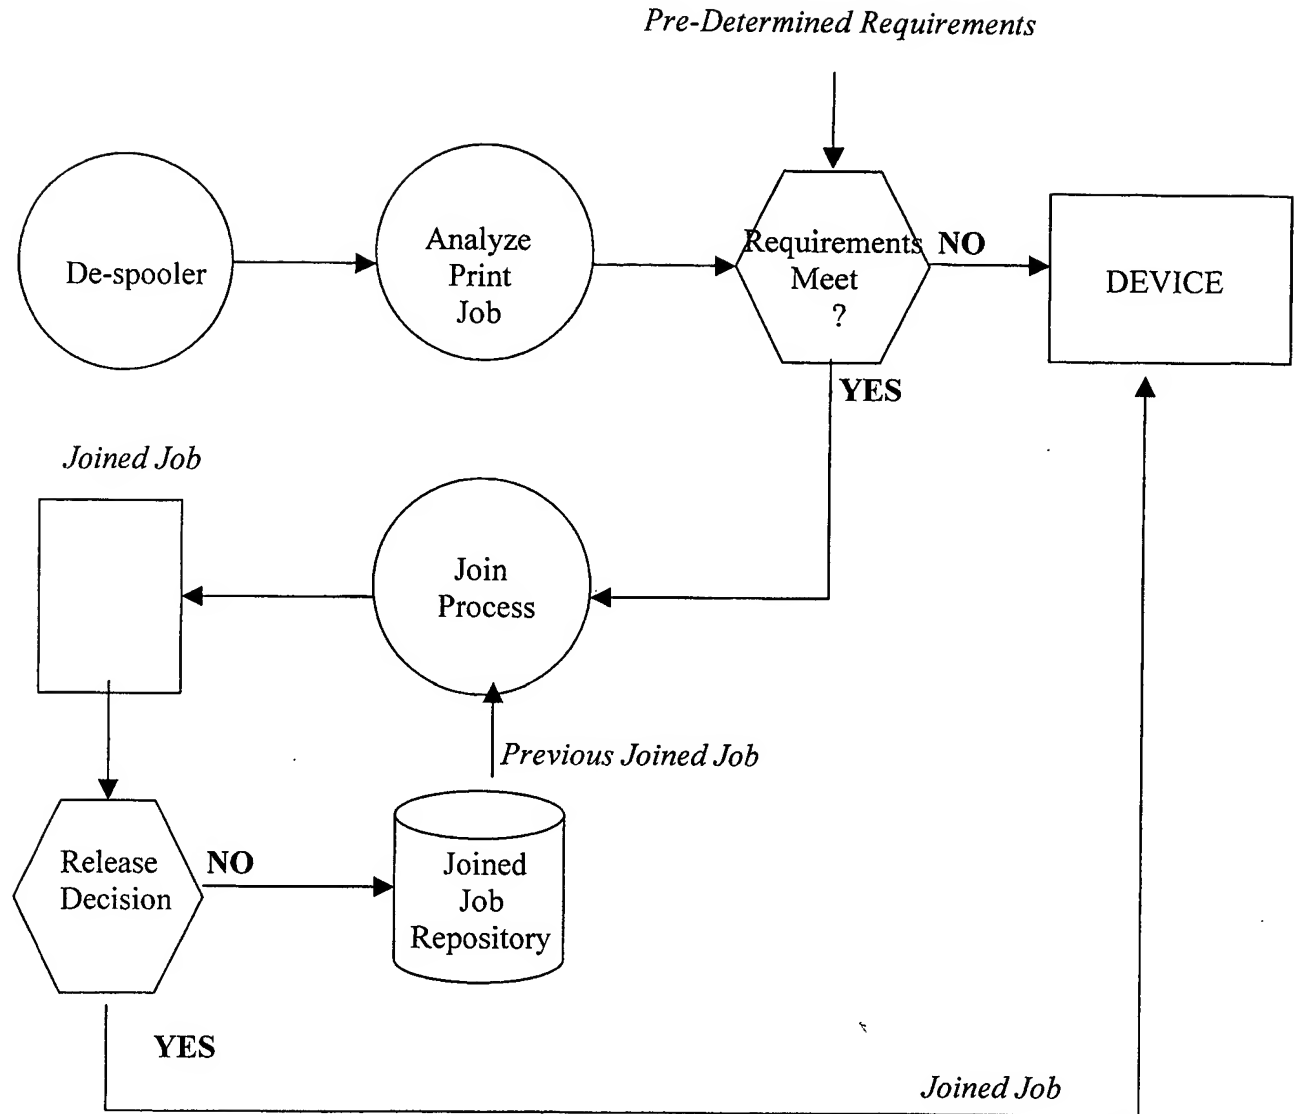 Pre-Determined Requirements
De-spooler
Analyze
Print
Job
Requirements
Meet
?
NO
DEVICE
YES
Joined Job
Join
Process
Previous Joined Job
Release
Decision
NO
Joined
Job
Repository
YES
Joined Job